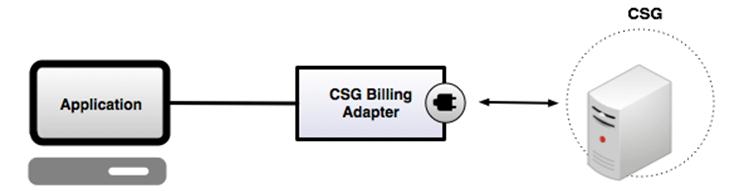 CSG
Application
CSG Billing
Adapter